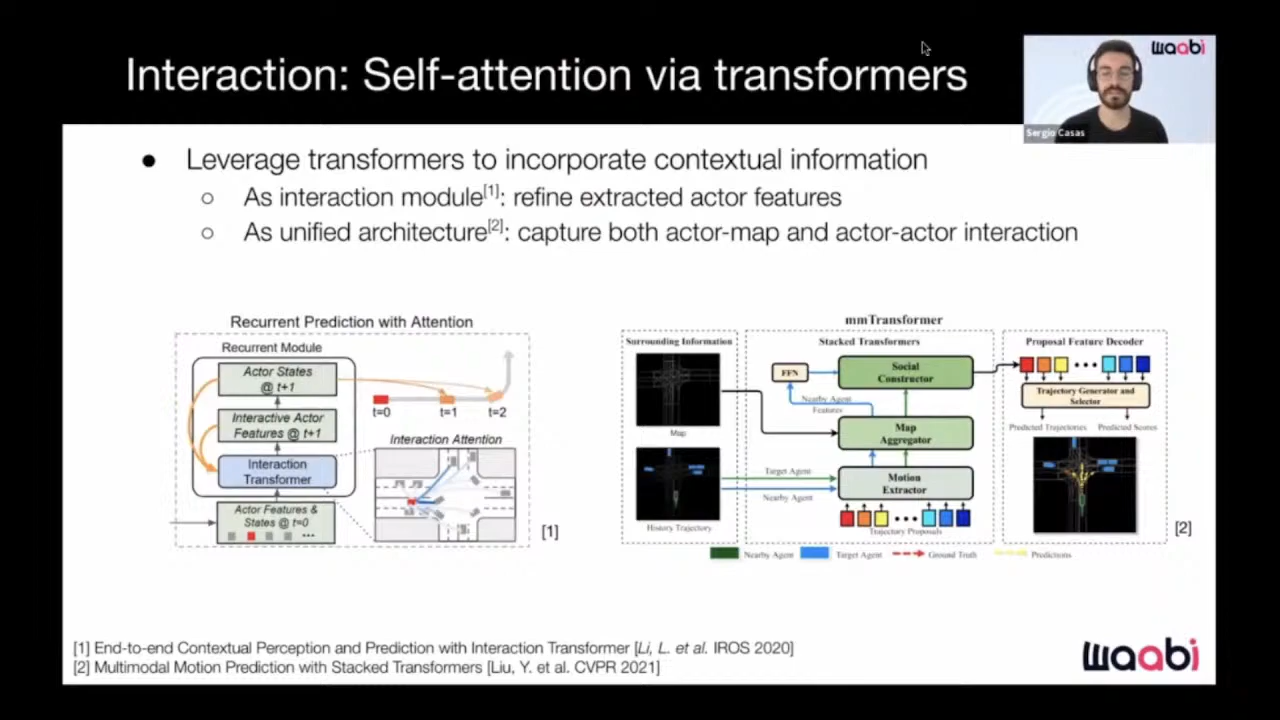 Interaction: Self-attention via transformers
waabi
Sergio Casas
● Leverage transformers to incorporate contextual information
○ As interaction module[1]: refine extracted actor features
○ As unified architecture[2]: capture both actor-map and actor-actor interaction
Recurrent Prediction with Attention
Recurrent Module
Actor States
@ t+1
Interactive Actor
Features @ t+1
Interaction
Transformer
Actor Features &
States @ t=0
...
t=0
t=1
t=2
Interaction Attention
[1]
mmTransformer
Surrounding Information
Map
History Trajectory
Stacked Transformers
FFN
Social
Constructor
Nearby Agent
Features
Map
Aggregator
Target Agent
Nearby Agent
Motion
Extractor
Trajectory Proposals
Proposal Feature Decoder
Trajectory Generator and
Selector
Predicted Trajectories
Predicted Scores
[2]
Nearby Agent
Target Agent
Ground Truth
Predictions
[1] End-to-end Contextual Perception and Prediction with Interaction Transformer [Li, L. et al. IROS 2020]
[2] Multimodal Motion Prediction with Stacked Transformers [Liu, Y. et al. CVPR 2021]
waabi